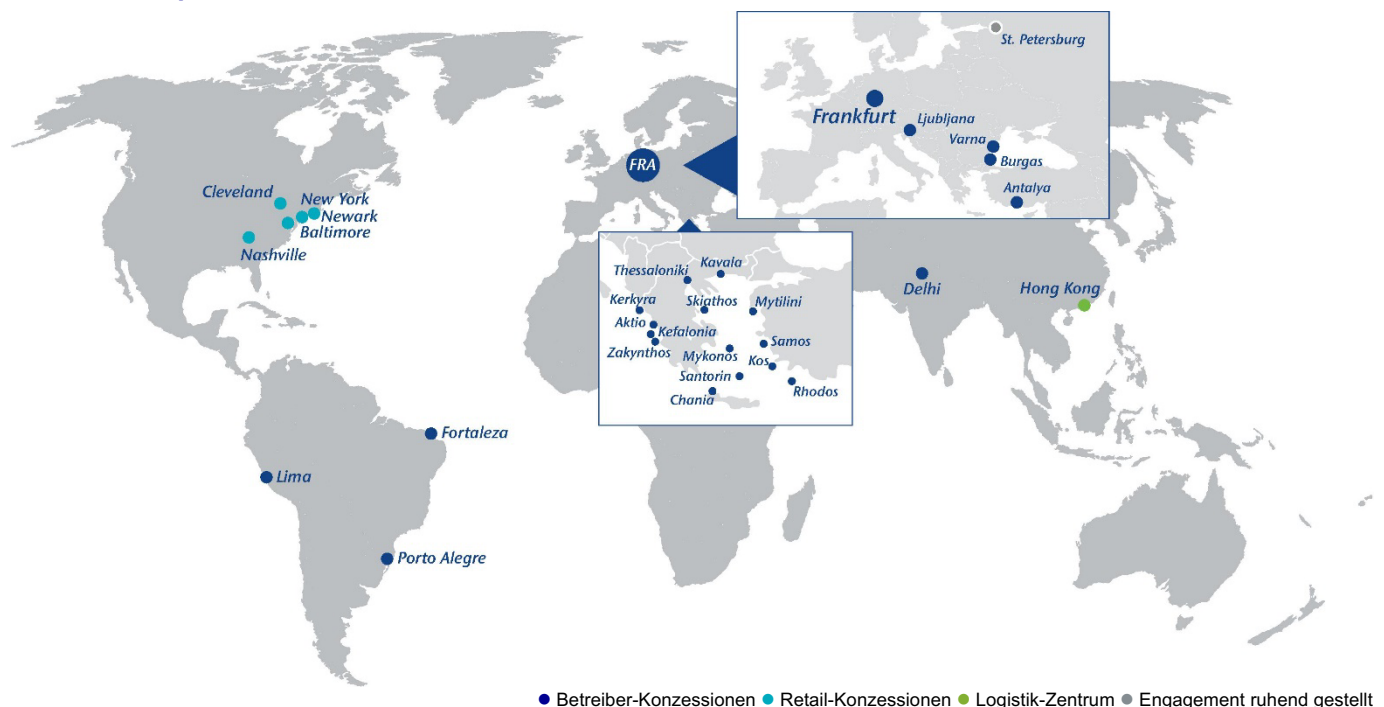 St. Petersburg
Frankfurt
Ljubljana
Varna
Burgas
Antalya
FRA
Cleveland
New York
Newark
Baltimore
Nashville
Kavala
Thessaloniki
Kerkyra
Skiathos
Mytilini
Aktio
Kefalonia
Zakynthos
Mykonos
Samos
Kos
Santorin
Rhodos
Chania
Delhi
Hong Kong
Fortaleza
Lima
Porto Alegre
Betreiber-Konzessionen Retail-Konzessionen Logistik-Zentrum Engagement ruhend gestellt